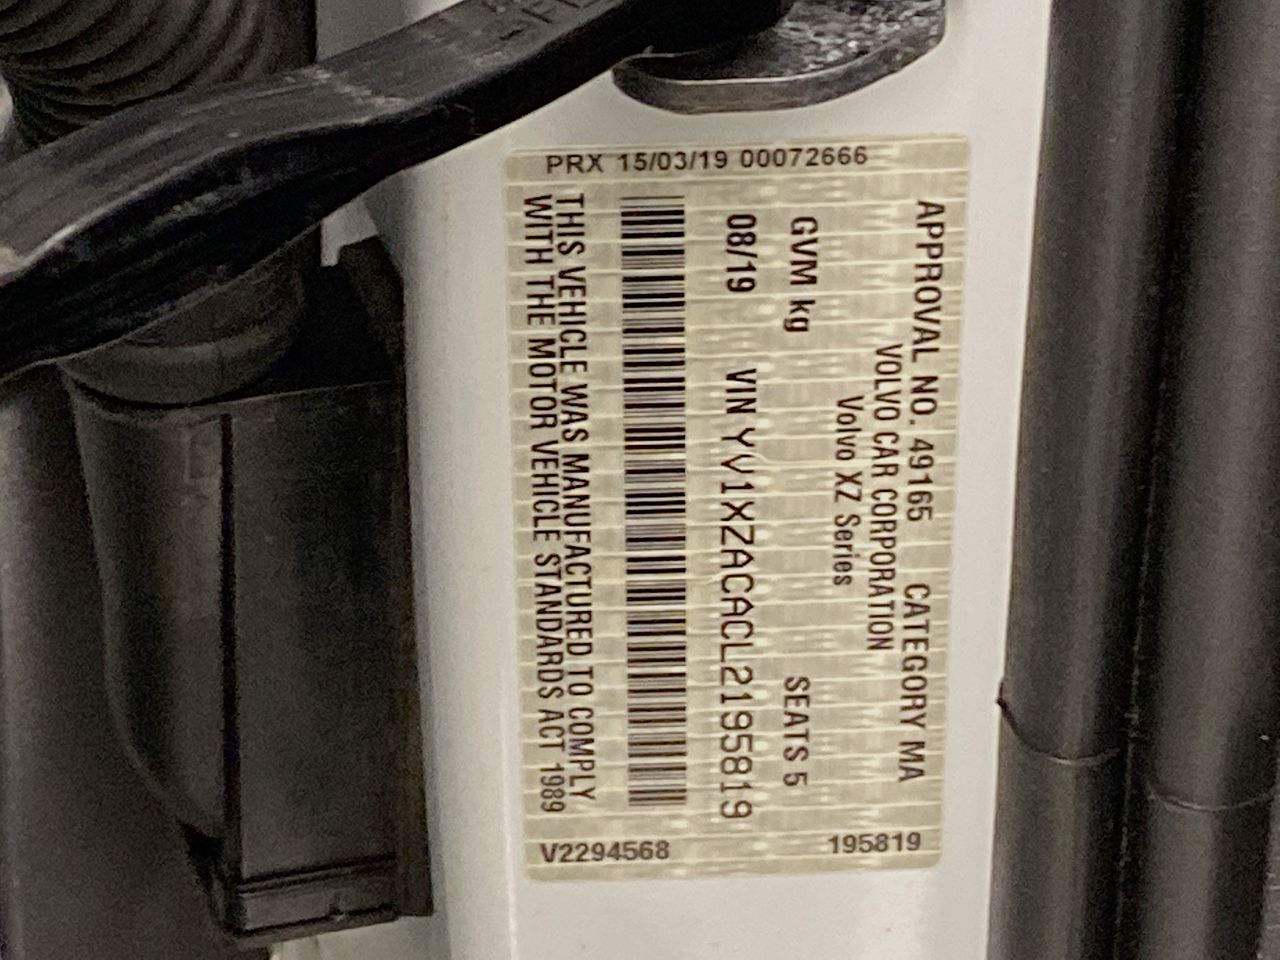 PRX 15/03/19 00072666
APPROVAL NO. 49165 CATEGORY MA
VOLVO CAR CORPORATION
Volvo XZ Series
GVM kg SEATS 5
08/19 VIN YV1XZACACL2195819
THIS VEHICLE WAS MANUFACTURED TO COMPLY
WITH THE MOTOR VEHICLE STANDARDS ACT 1989
V2294568
195819